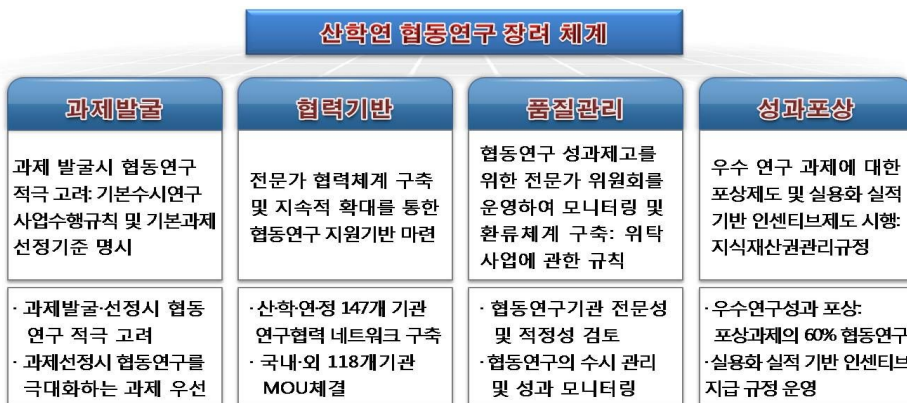 산학연 협동연구 장려 체계
과제발굴
과제 발굴시 협동연구
적극 고려: 기본수시연구
사업수행규칙 및 기본과제
선정기준 명시
· 과제발굴·선정시 협동
연구 적극 고려
· 과제선정시 협동연구를
극대화하는 과제 우선
협력기반
전문가 협력체계 구축
및 지속적 확대를 통한
협동연구 지원기반 마련
·산·학·연·정 147개 기관
연구협력 네트워크 구축
· 국내·외 118개기관
MOU체결
품질관리
협동연구 성과제고를
위한 전문가 위원회를
운영하여 모니터링 및
환류체계 구축: 위탁
사업에 관한 규칙
· 협동연구기관 전문성
및 적정성 검토
·협동연구의 수시 관리
및 성과 모니터링
성과포상
우수 연구 과제에 대한
포상제도 및 실용화 실적
기반 인센티브제도 시행:
지식재산권관리규정
·우수연구성과 포상:
포상과제의 60% 협동연구
·실용화 실적 기반 인센티브
지급 규정 운영